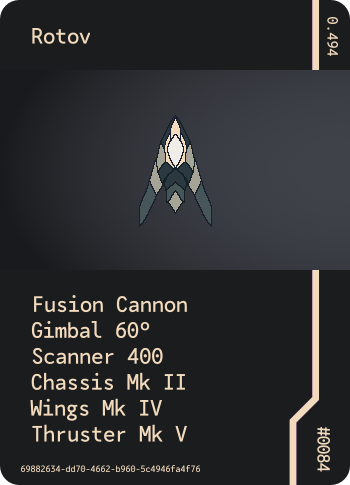 Rotov
0.494
Fusion Cannon
Gimbal 60º
Scanner 400
Chassis Mk II
Wings Mk IV
Thruster Mk V
#0084
69882634-dd70-4662-b960-5c4946fa4f76